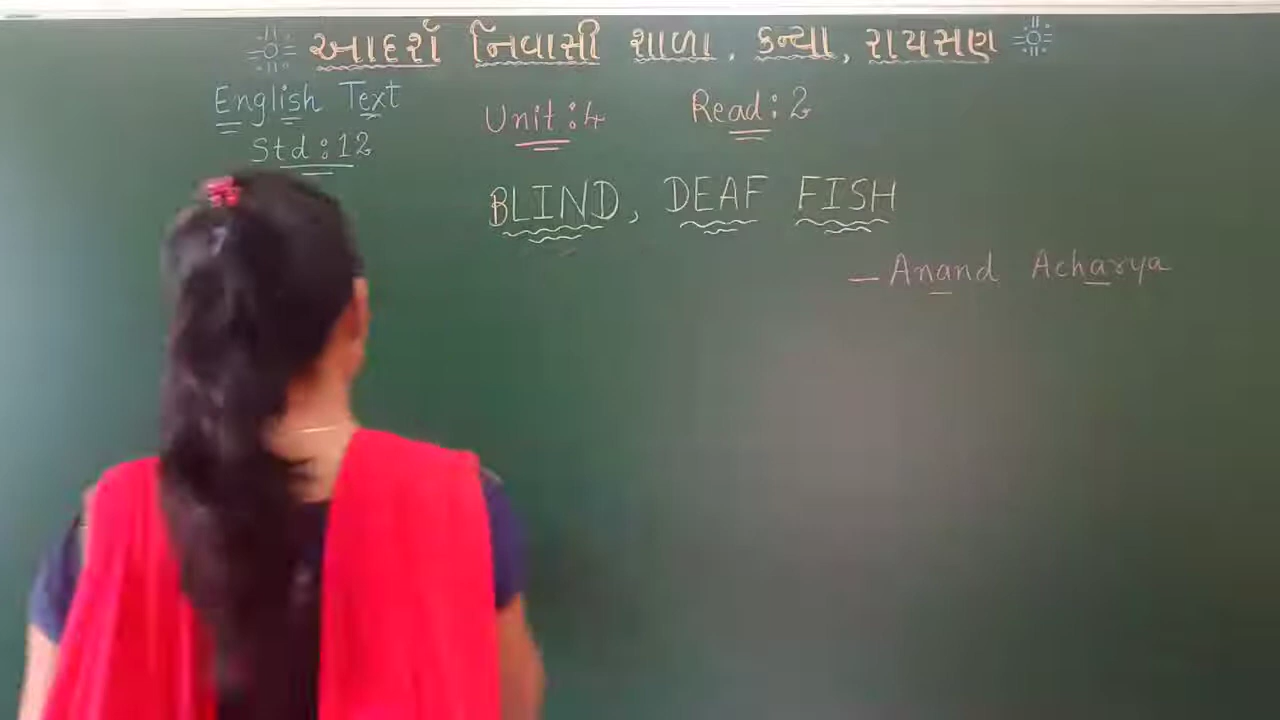 આદર્શ નિવાસી શાળા, કન્યા, રાયસણ
English Text
Unit : 4
Read : 2
Std : 12
BLIND, DEAF FISH
— Anand Acharya